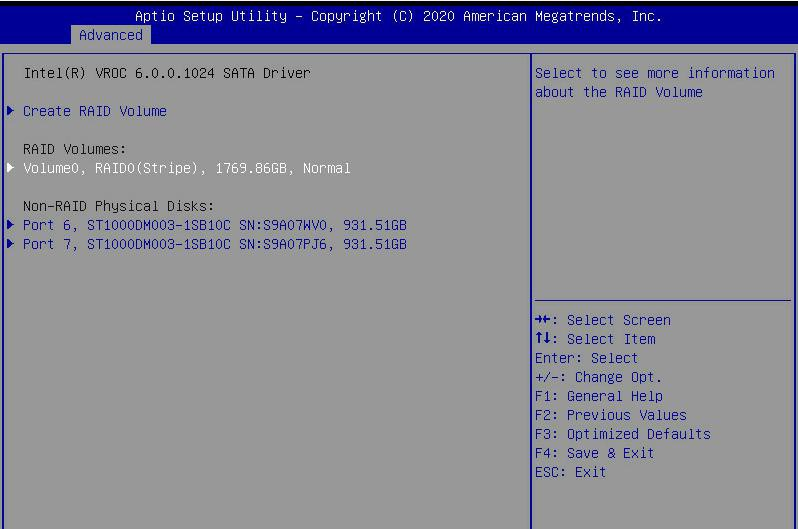 Aptio Setup Utility – Copyright (C) 2020 American Megatrends, Inc.
Advanced
Intel(R) VROC 6.0.0.1024 SATA Driver
Create RAID Volume
RAID Volumes:
Volume0, RAID0(Stripe), 1769.86GB, Normal
Non-RAID Physical Disks:
Port 6, ST1000DM003-1SB10C SN:S9A07WV0, 931.51GB
Port 7, ST1000DM003-1SB10C SN:S9A07PJ6, 931.51GB
Select to see more information
about the RAID Volume
→←: Select Screen
↑↓: Select Item
Enter: Select
+/-: Change Opt.
F1: General Help
F2: Previous Values
F3: Optimized Defaults
F4: Save & Exit
ESC: Exit